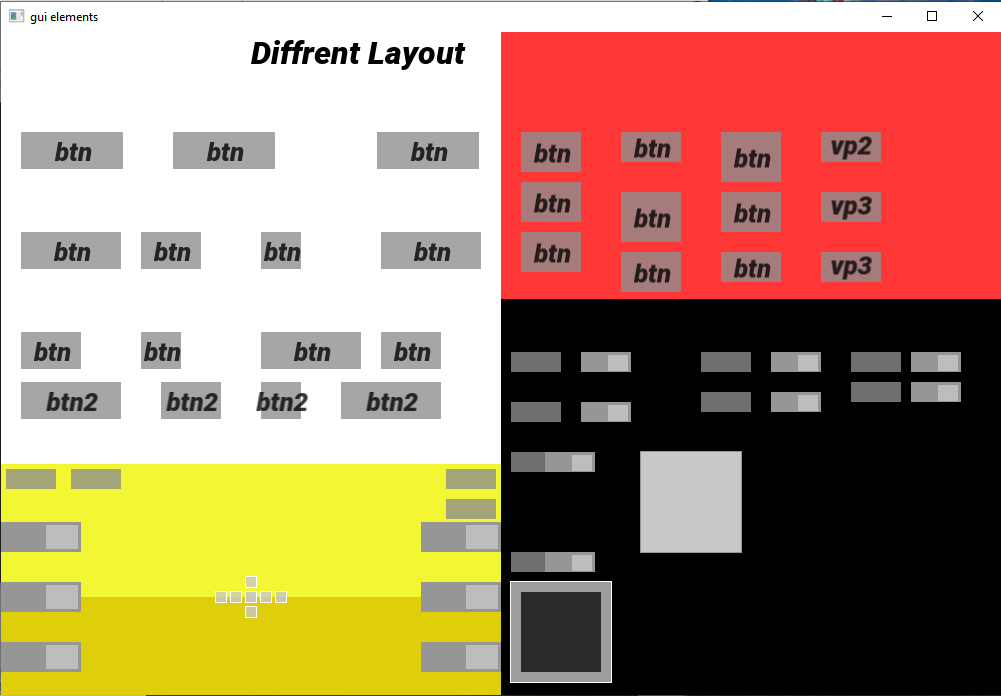 gui elements
Diffrent Layout
btn btn btn
btn btn btn btn
btn btn btn btn
btn2 btn2 btn2 btn2
btn btn btn vp2
btn btn btn vp3
btn btn btn vp3